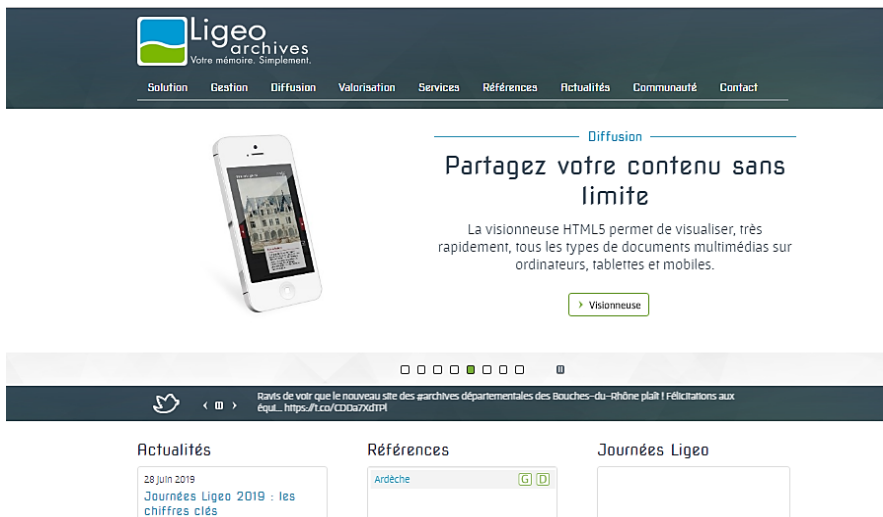 Ligeo
archives
Votre mémoire. Simplement.
Solution Gestion Diffusion Valorisation Services Références Actualités Communauté Contact
Diffusion
Partagez votre contenu sans
limite
La visionneuse HTML5 permet de visualiser, très
rapidement, tous les types de documents multimédias sur
ordinateurs, tablettes et mobiles.
Visionneuse
Ravis de voir que le nouveau site des #archives départementales des Bouches-du-Rhône plaît ! Félicitations aux
équi... https://t.co/CDDa7XdTPl
Actualités
Références
Journées Ligeo
28 Juin 2019
Journées Ligeo 2019 : les
chiffres clés
Ardèche G D